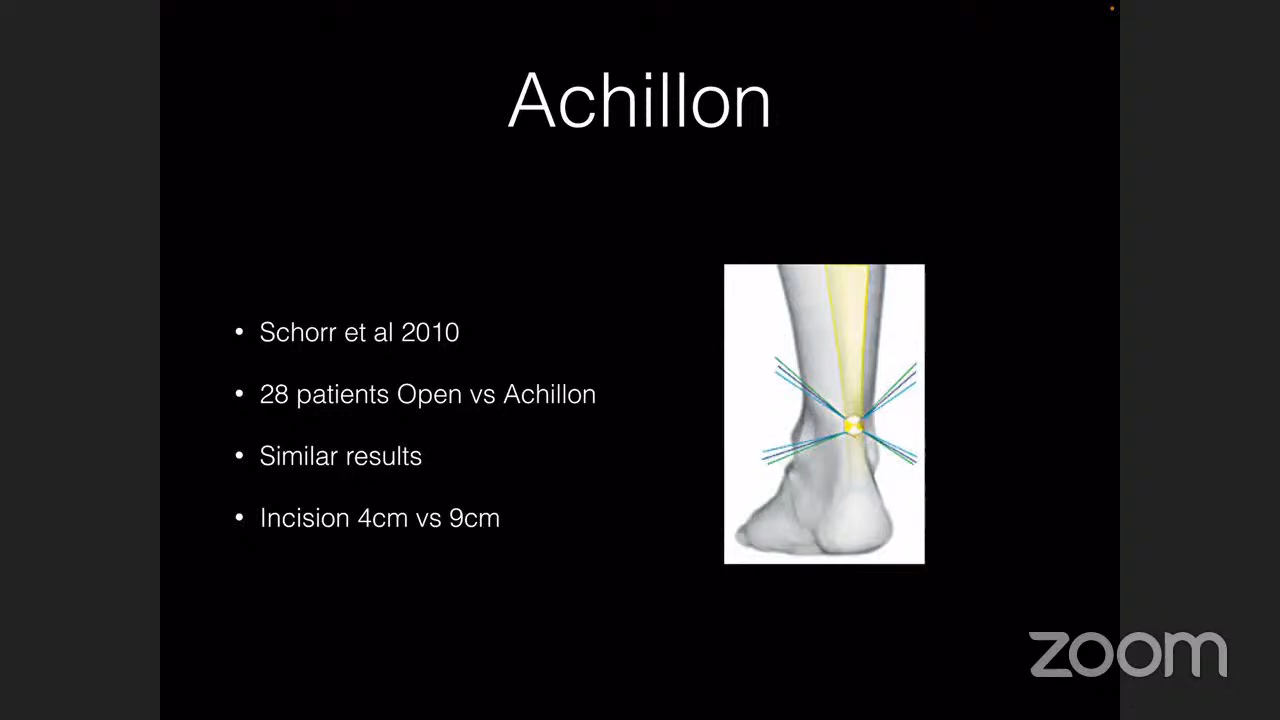 Achillon
• Schorr et al 2010
• 28 patients Open vs Achillon
• Similar results
• Incision 4cm vs 9cm
zoom